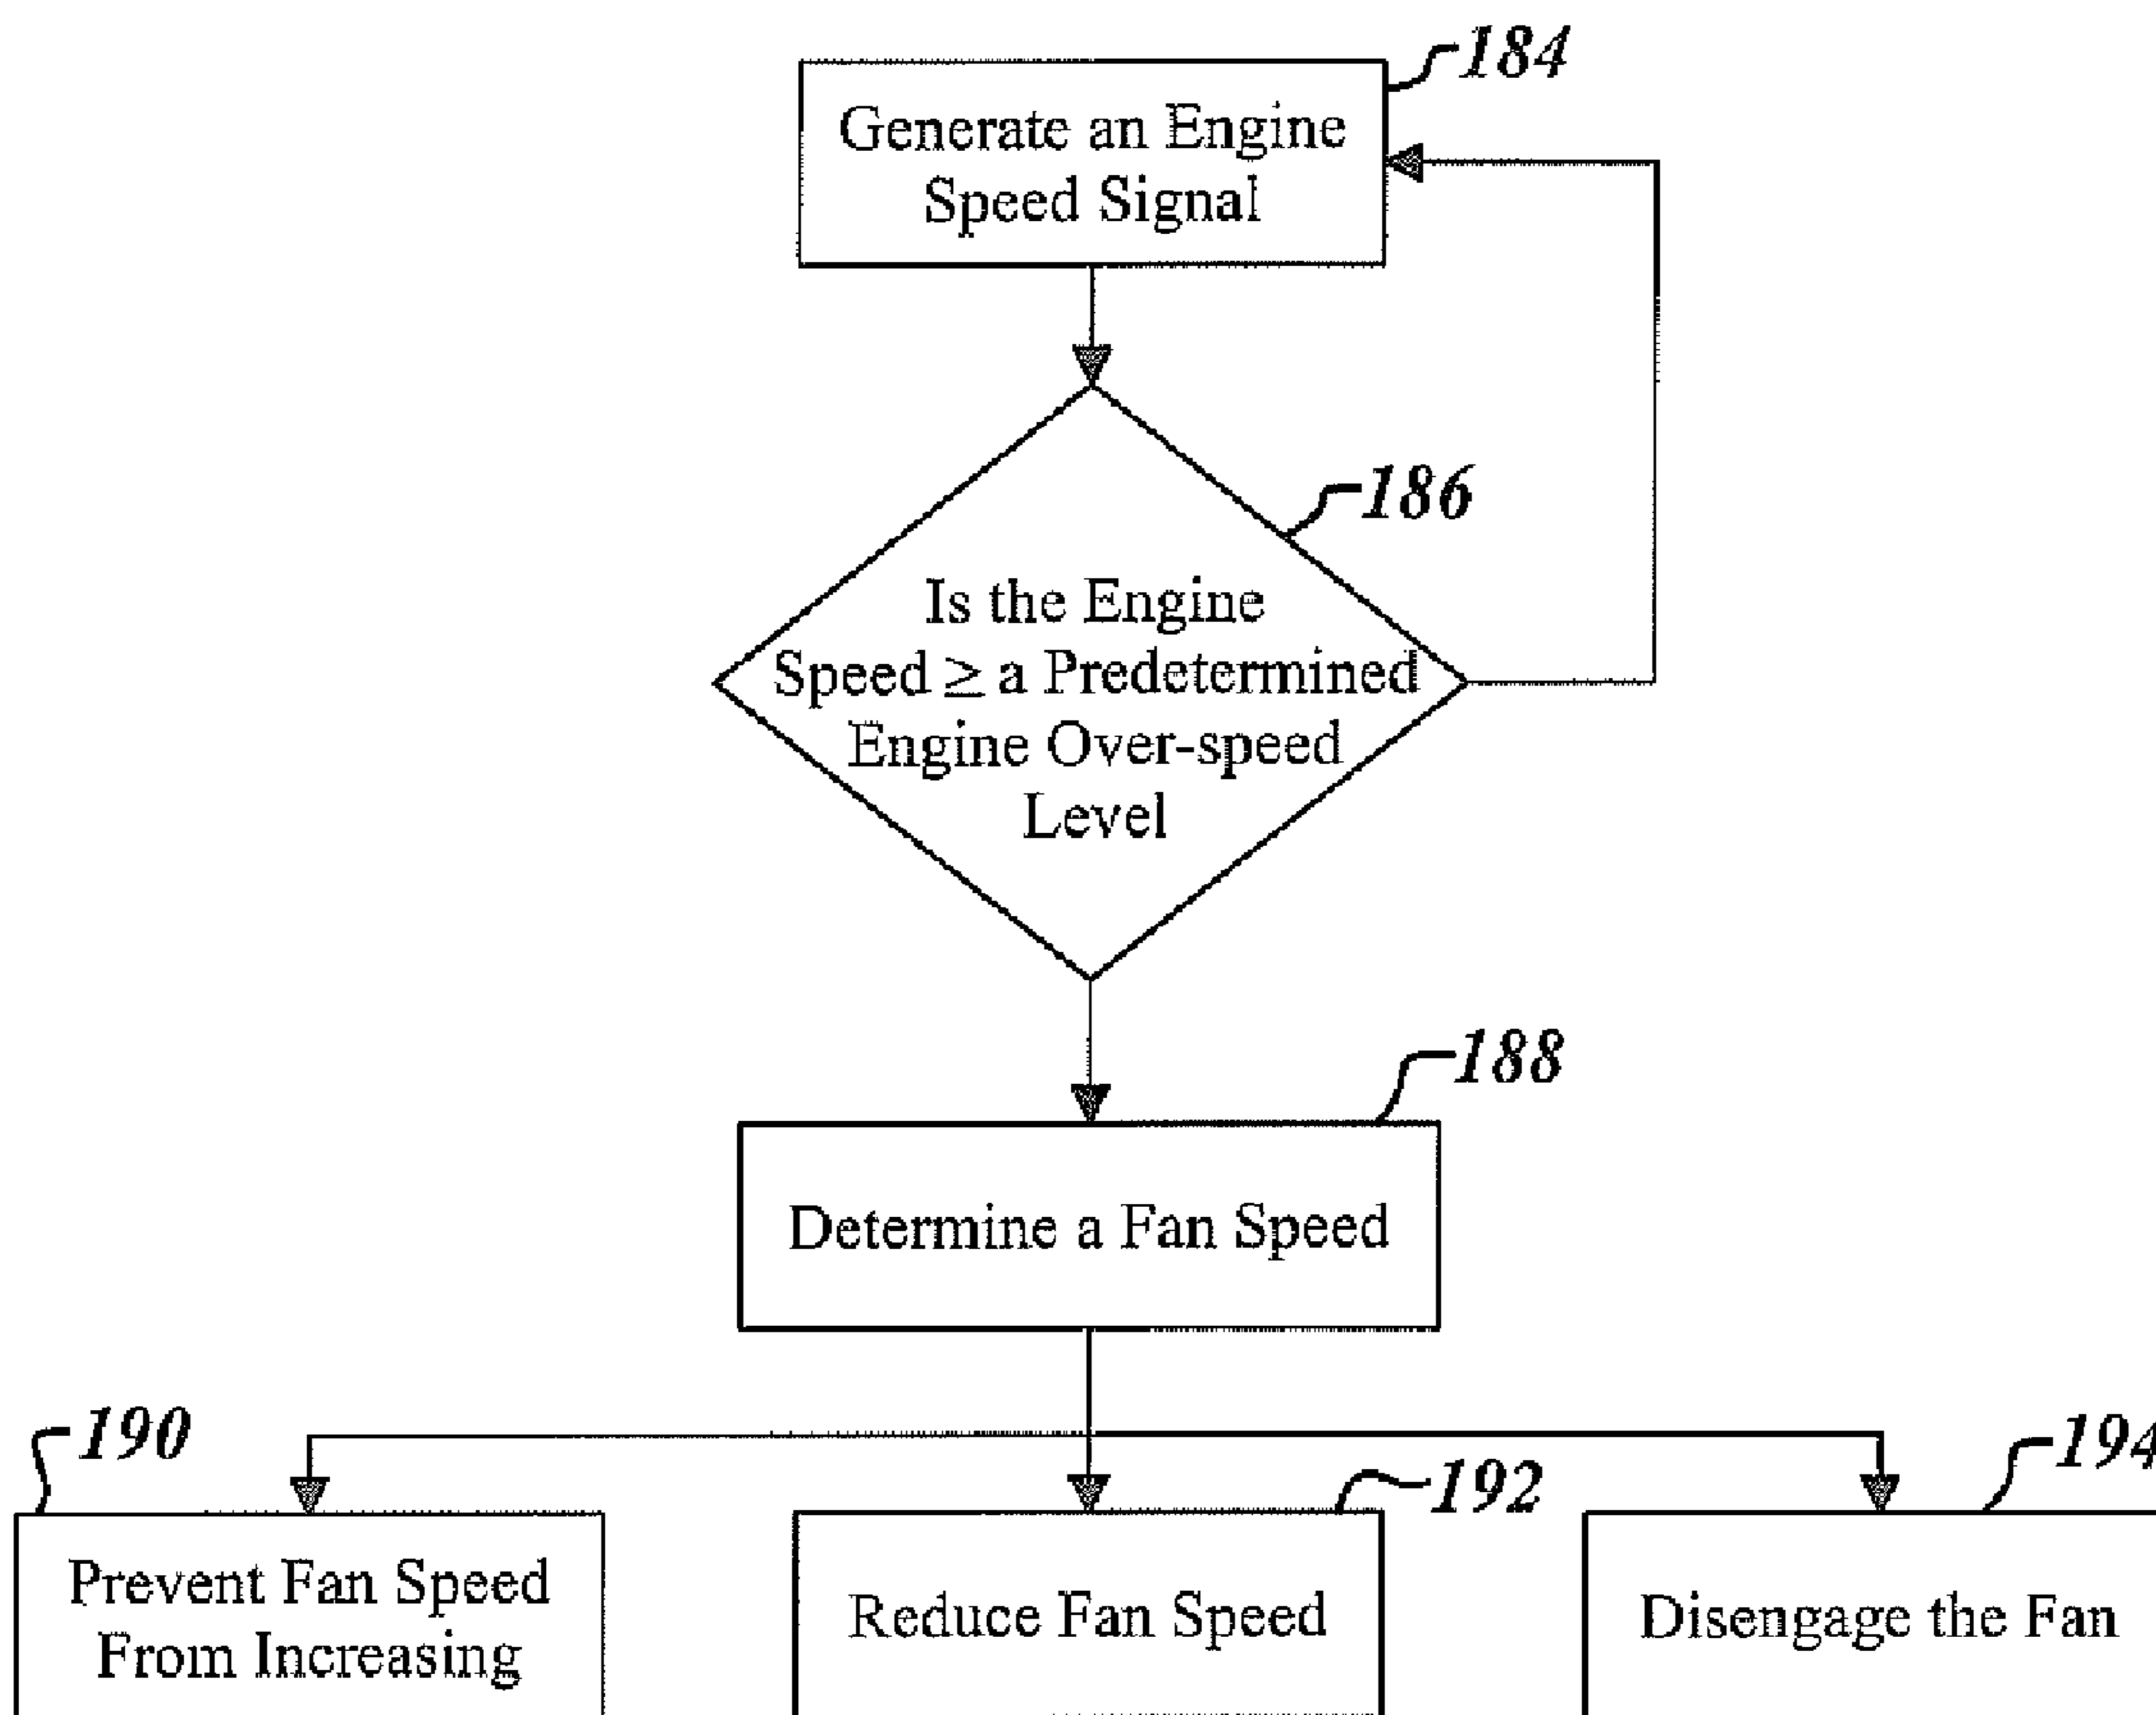 184
Generate an Engine
Speed Signal
186
Is the Engine
Speed ≥ a Predetermined
Engine Over-speed
Level
188
Determine a Fan Speed
190
192
194
Prevent Fan Speed
From Increasing
Reduce Fan Speed
Disengage the Fan